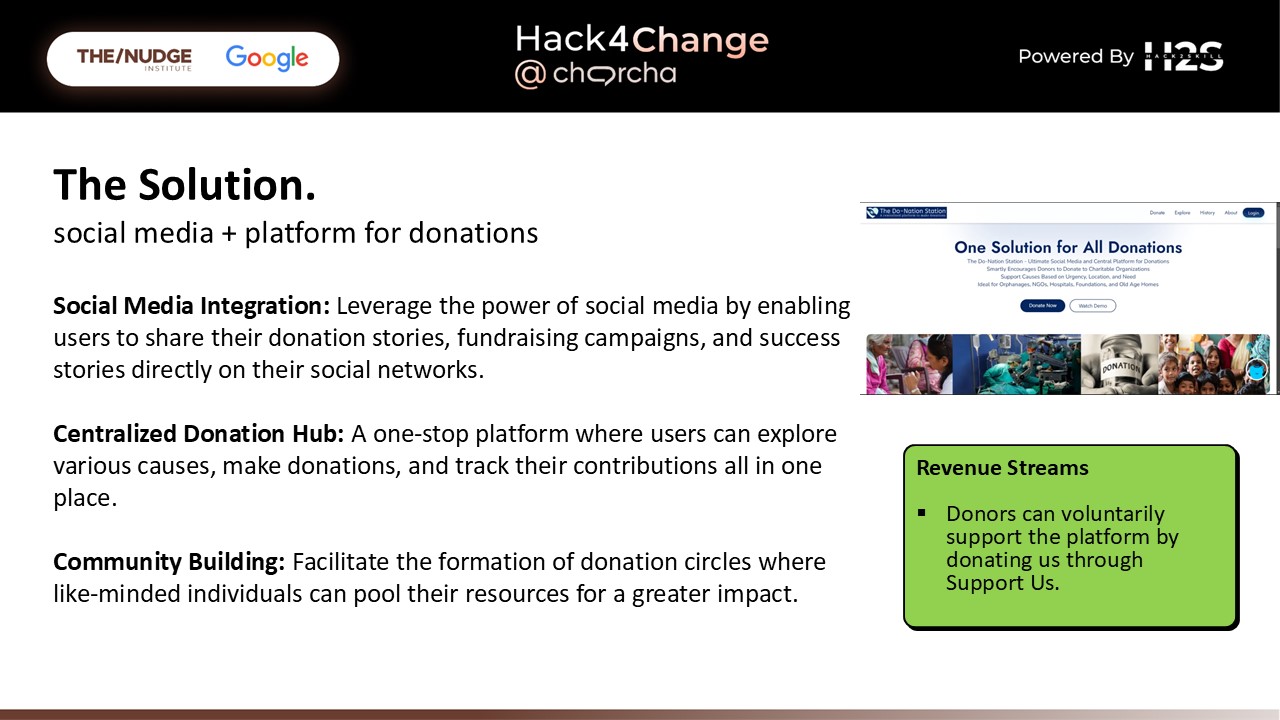 THE/NUDGE
INSTITUTE
Google
Hack4Change
@ chorcha
Powered By H2S
HACK2SKILL
The Solution.
social media + platform for donations
Social Media Integration: Leverage the power of social media by enabling
users to share their donation stories, fundraising campaigns, and success
stories directly on their social networks.
Centralized Donation Hub: A one-stop platform where users can explore
various causes, make donations, and track their contributions all in one
place.
Community Building: Facilitate the formation of donation circles where
like-minded individuals can pool their resources for a greater impact.
The Do-Nation Station
Donate Explore History About Login
One Solution for All Donations
The Do-Nation Station - Ultimate Social Media and Central Platform for Donations
Smartly Encourages Donors to Donate to Charitable Organizations
Support Causes Based on Urgency, Location, and Need
Ideal for Orphanages, NGOs, Hospitals, Foundations, and Old Age Homes
Donate Now Watch Demo
DONATION
Revenue Streams
▪ Donors can voluntarily
support the platform by
donating us through
Support Us.